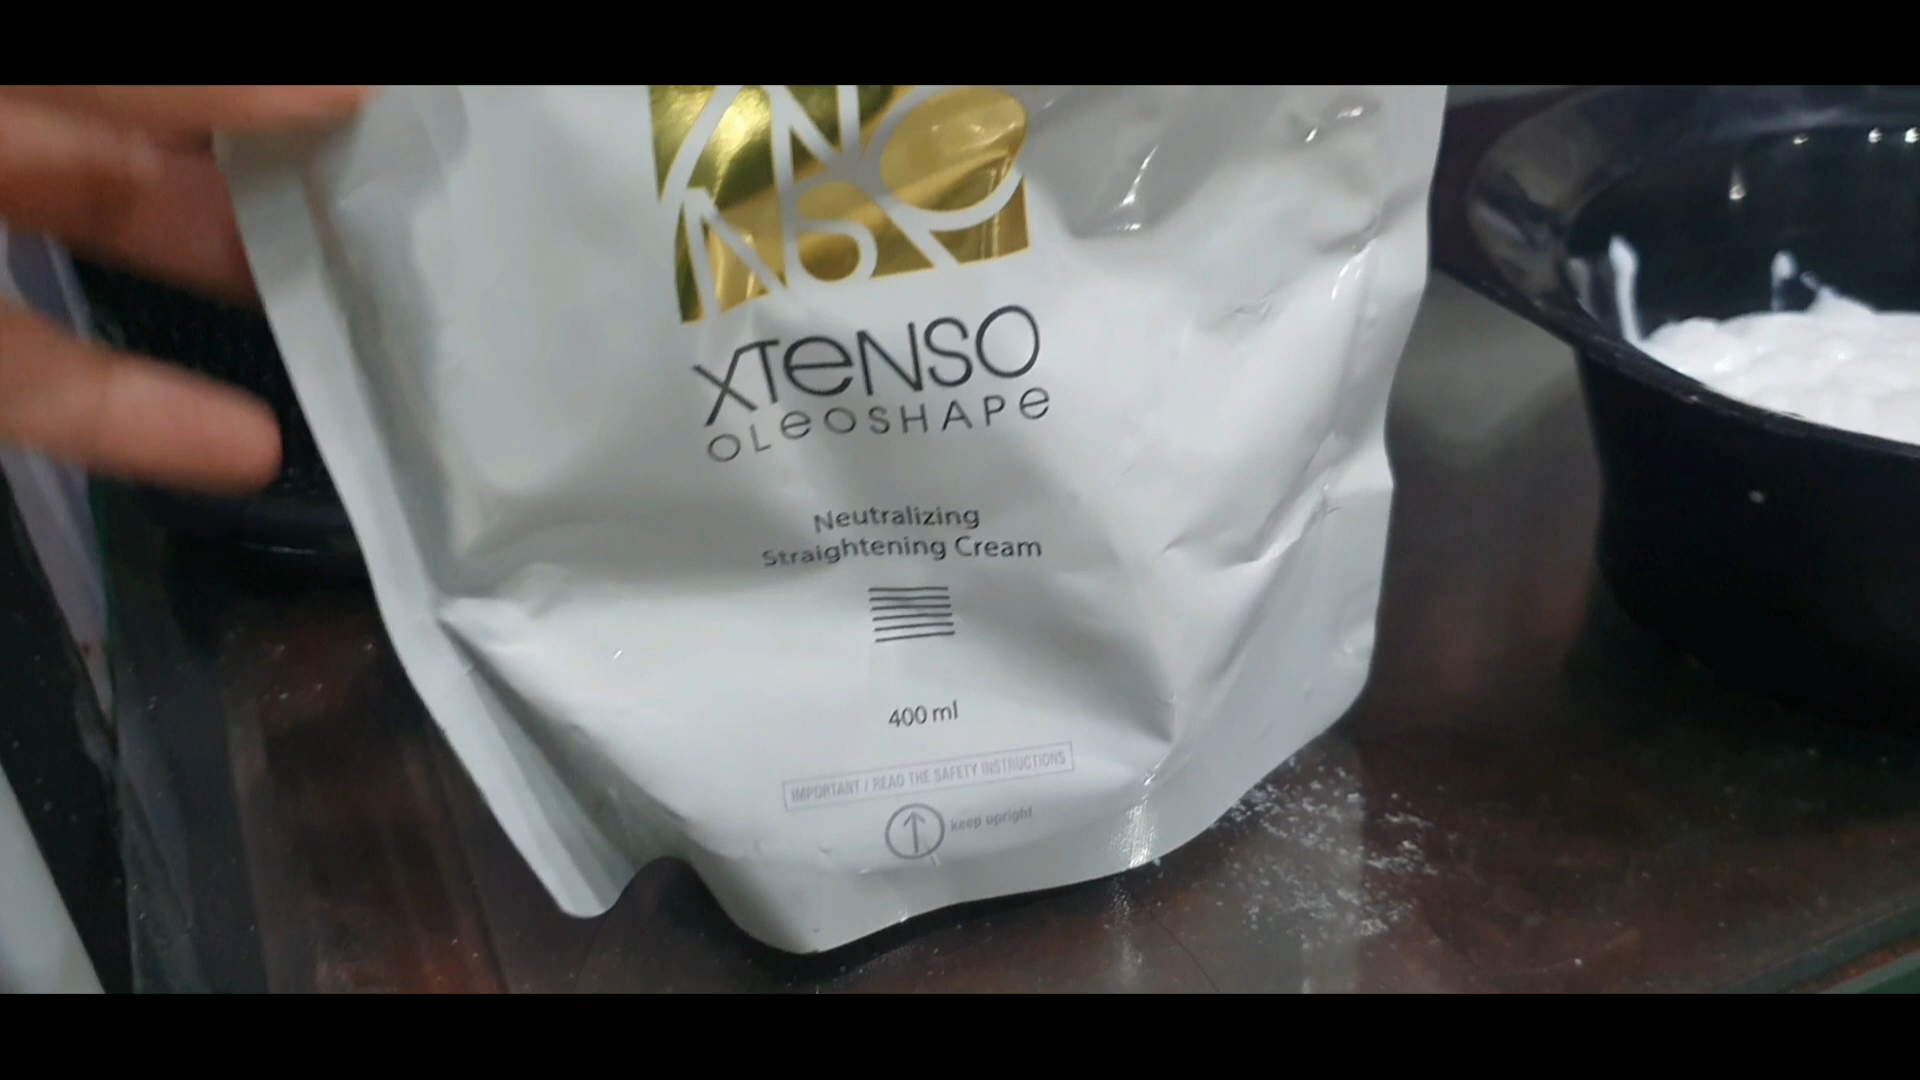 XTENSO
OLEOSHAPE
Neutralizing
Straightening Cream
400 ml
IMPORTANT / READ THE SAFETY INSTRUCTIONS
keep upright